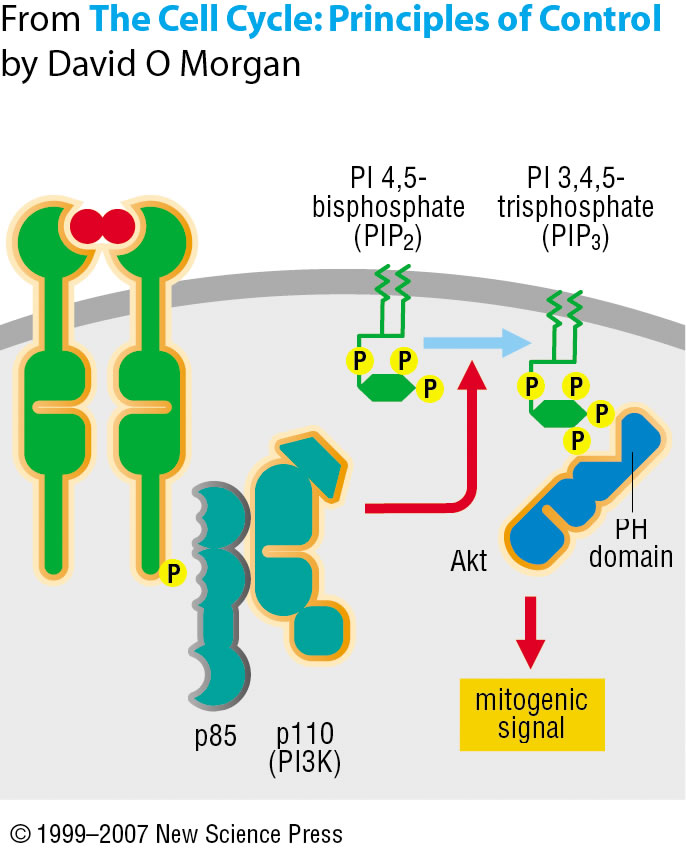 From The Cell Cycle: Principles of Control
by David O Morgan
PI 4,5-
bisphosphate
(PIP₂)
PI 3,4,5-
trisphosphate
(PIP₃)
P
P
P
P
P
P
P
P
PH
domain
Akt
mitogenic
signal
p85
p110
(PI3K)
© 1999–2007 New Science Press